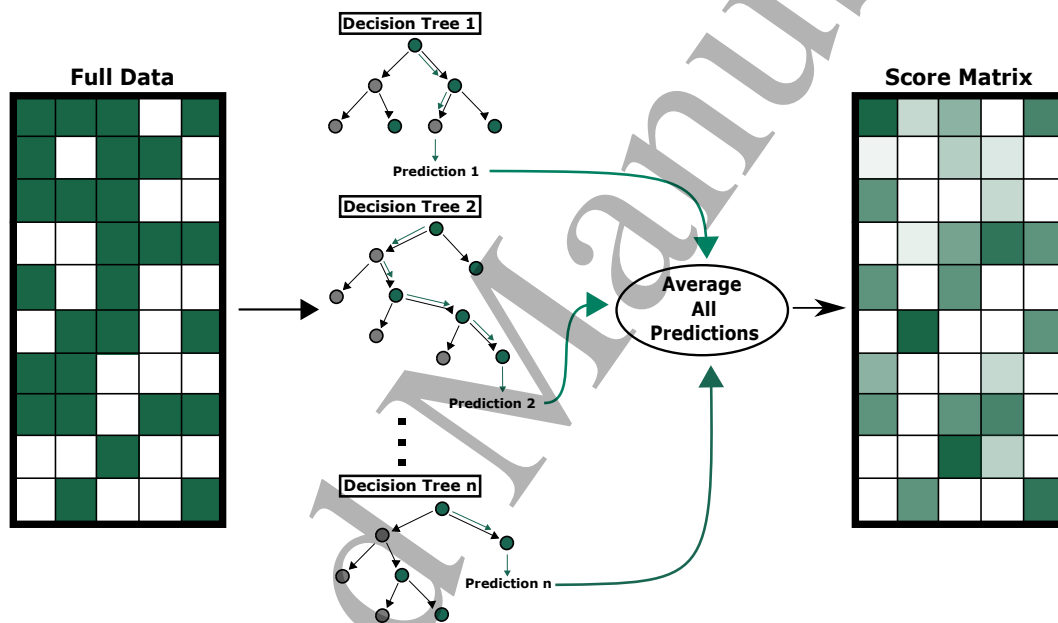 Full Data
Decision Tree 1
Prediction 1
Decision Tree 2
Prediction 2
Decision Tree n
Prediction n
Average
All
Predictions
Score Matrix
d Manu